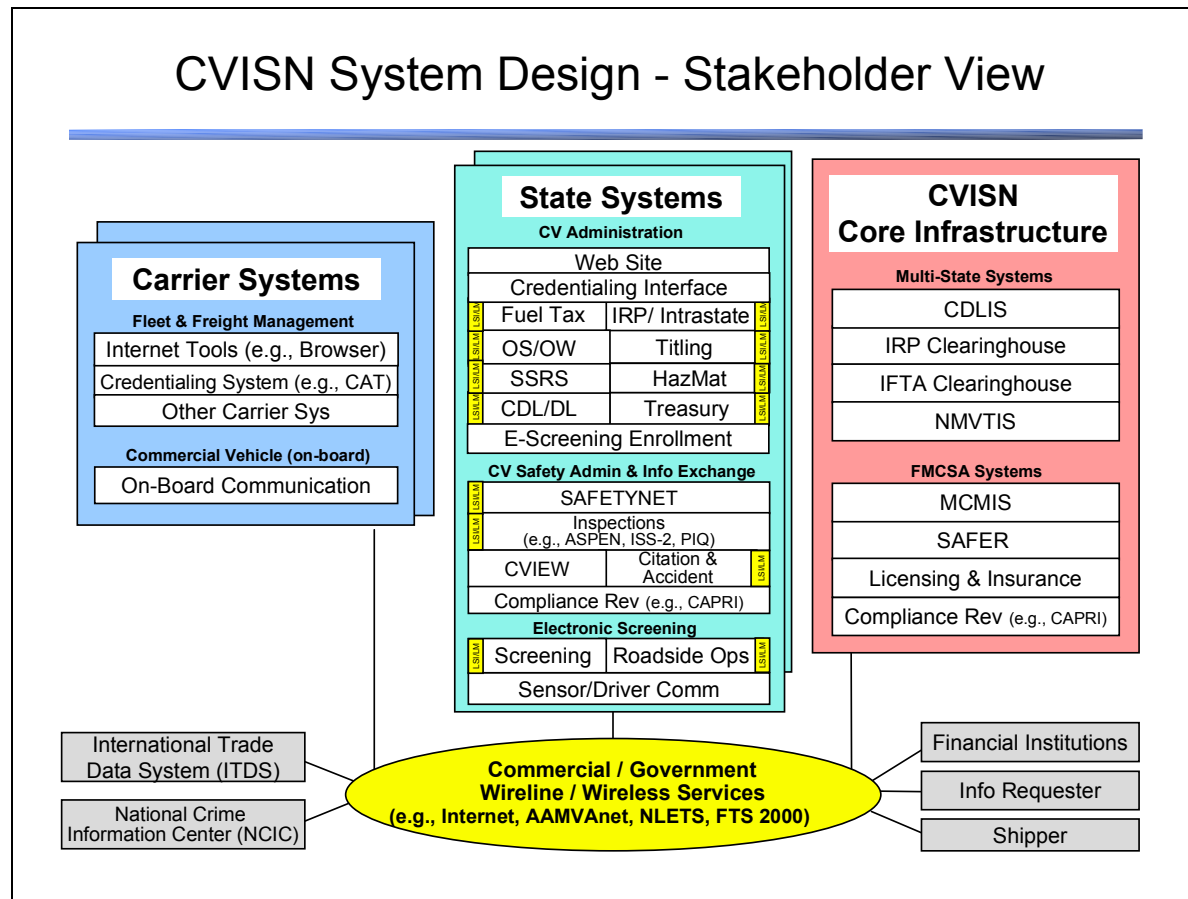 CVISN System Design - Stakeholder View
Carrier Systems
Fleet & Freight Management
Internet Tools (e.g., Browser)
Credentialing System (e.g., CAT)
Other Carrier Sys
Commercial Vehicle (on-board)
On-Board Communication
State Systems
CV Administration
Web Site
Credentialing Interface
LSI/LM Fuel Tax IRP/ Intrastate LSI/LM
LSI/LM OS/OW Titling LSI/LM
LSI/LM SSRS HazMat LSI/LM
LSI/LM CDL/DL Treasury LSI/LM
E-Screening Enrollment
CV Safety Admin & Info Exchange
LSI/LM SAFETYNET
LSI/LM Inspections
(e.g., ASPEN, ISS-2, PIQ)
CVIEW
Citation &
Accident LSI/LM
Compliance Rev (e.g., CAPRI)
Electronic Screening
LSI/LM Screening Roadside Ops LSI/LM
Sensor/Driver Comm
CVISN
Core Infrastructure
Multi-State Systems
CDLIS
IRP Clearinghouse
IFTA Clearinghouse
NMVTIS
FMCSA Systems
MCMIS
SAFER
Licensing & Insurance
Compliance Rev (e.g., CAPRI)
International Trade
Data System (ITDS)
National Crime
Information Center (NCIC)
Commercial / Government
Wireline / Wireless Services
(e.g., Internet, AAMVAnet, NLETS, FTS 2000)
Financial Institutions
Info Requester
Shipper